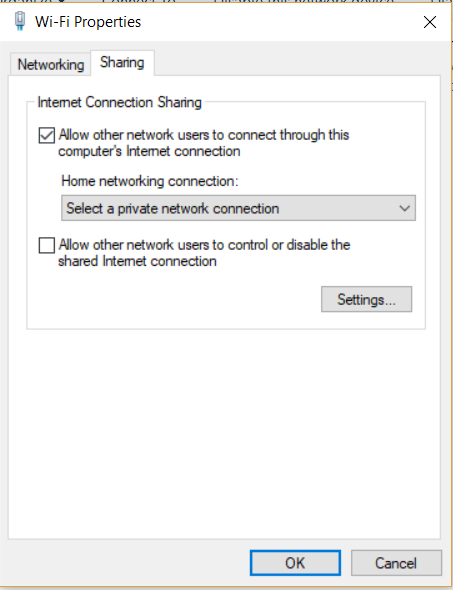 Wi-Fi Properties
Networking
Sharing
Internet Connection Sharing
Allow other network users to connect through this
computer's Internet connection
Home networking connection:
Select a private network connection
Allow other network users to control or disable the
shared Internet connection
Settings...
OK
Cancel